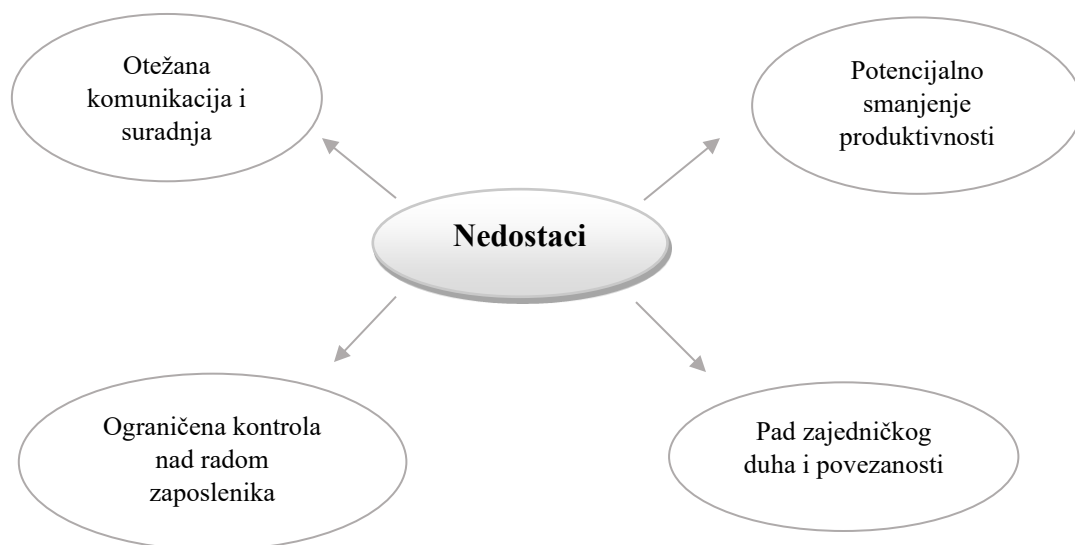 Otežana
komunikacija i
suradnja
Potencijalno
smanjenje
produktivnosti
Nedostaci
Ograničena kontrola
nad radom
zaposlenika
Pad zajedničkog
duha i povezanosti